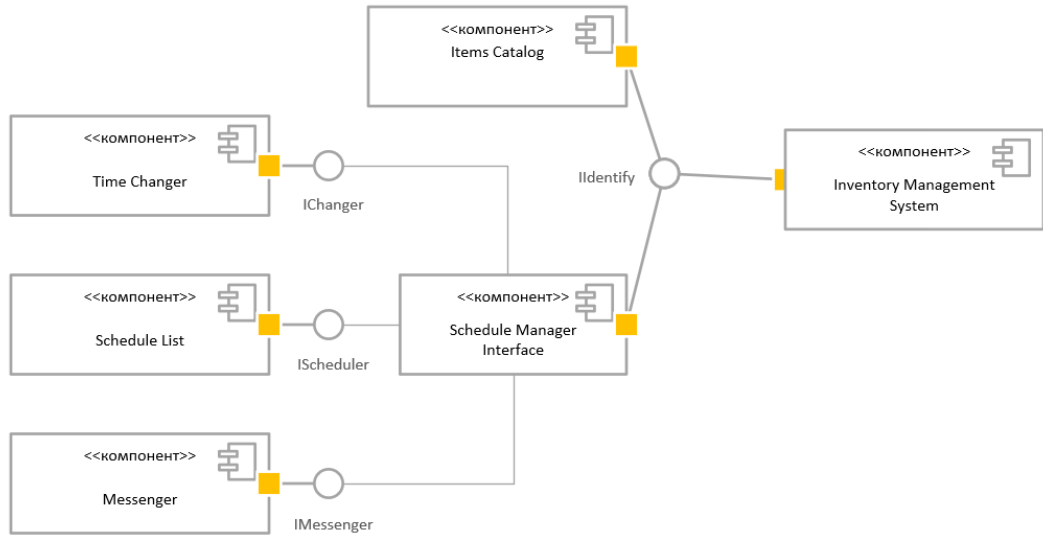 <<компонент>>
Items Catalog
<<компонент>>
Time Changer
IChanger
IIdentify
<<компонент>>
Inventory Management
System
<<компонент>>
Schedule List
IScheduler
<<компонент>>
Schedule Manager
Interface
<<компонент>>
Messenger
IMessenger